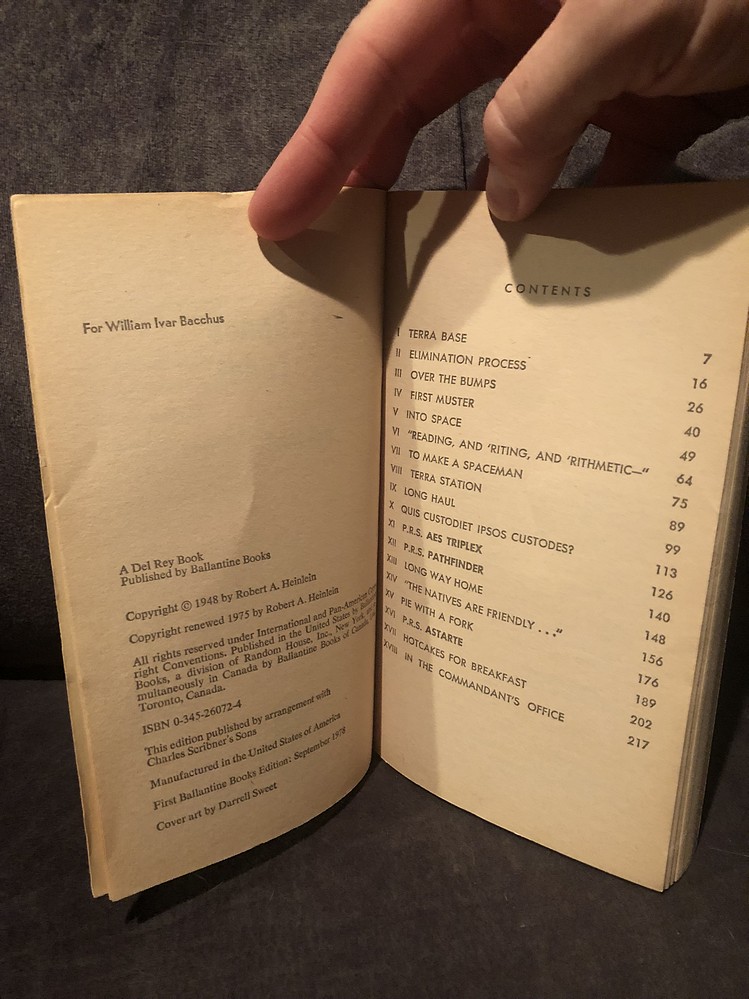 For William Ivar Bacchus
A Del Rey Book
Published by Ballantine Books
Copyright © 1948 by Robert A. Heinlein
Copyright renewed 1975 by Robert A. Heinlein
All rights reserved under International and Pan-American
right Conventions. Published in the United States by
Books, a division of Random House, Inc., New York,
multaneously in Canada by Ballantine Books of Canada,
Toronto, Canada.
ISBN 0-345-26072-4
This edition published by arrangement with
Charles Scribner's Sons
Manufactured in the United States of America
First Ballantine Books Edition: September 1978
Cover art by Darrell Sweet
CONTENTS
I TERRA BASE 7
II ELIMINATION PROCESS 16
III OVER THE BUMPS 26
IV FIRST MUSTER 40
V INTO SPACE 49
VI "READING, AND 'RITING, AND 'RITHMETIC—" 64
VII TO MAKE A SPACEMAN 75
VIII TERRA STATION 89
IX LONG HAUL 99
X QUIS CUSTODIET IPSOS CUSTODES? 113
XI P.R.S. AES TRIPLEX 126
XII P.R.S. PATHFINDER 140
XIII LONG WAY HOME 148
XIV "THE NATIVES ARE FRIENDLY . . ." 156
XV PIE WITH A FORK 176
XVI P.R.S. ASTARTE 189
XVII HOTCAKES FOR BREAKFAST 202
XVIII IN THE COMMANDANT'S OFFICE 217